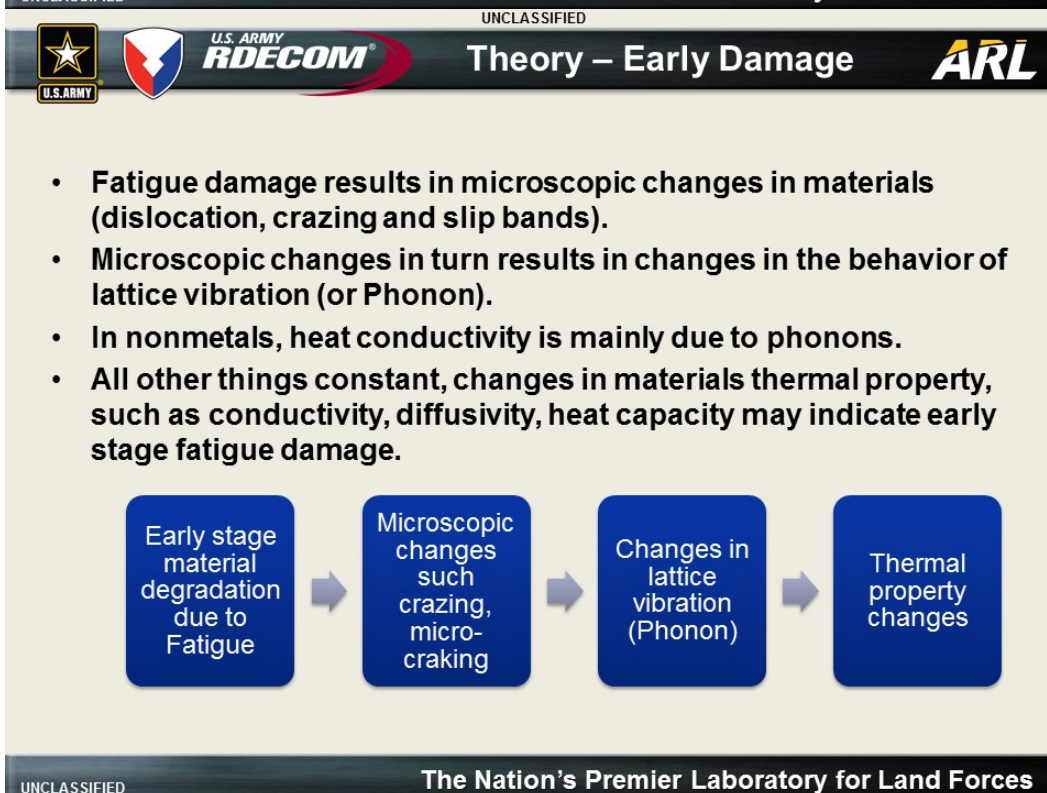 UNCLASSIFIED
U.S. ARMY
RDECOM®
Theory – Early Damage
ARL
U.S.ARMY
• Fatigue damage results in microscopic changes in materials
(dislocation, crazing and slip bands).
• Microscopic changes in turn results in changes in the behavior of
lattice vibration (or Phonon).
• In nonmetals, heat conductivity is mainly due to phonons.
• All other things constant, changes in materials thermal property,
such as conductivity, diffusivity, heat capacity may indicate early
stage fatigue damage.
Early stage
material
degradation
due to
Fatigue
Microscopic
changes
such
crazing,
micro-
craking
Changes in
lattice
vibration
(Phonon)
Thermal
property
changes
The Nation's Premier Laboratory for Land Forces
UNCLASSIFIED